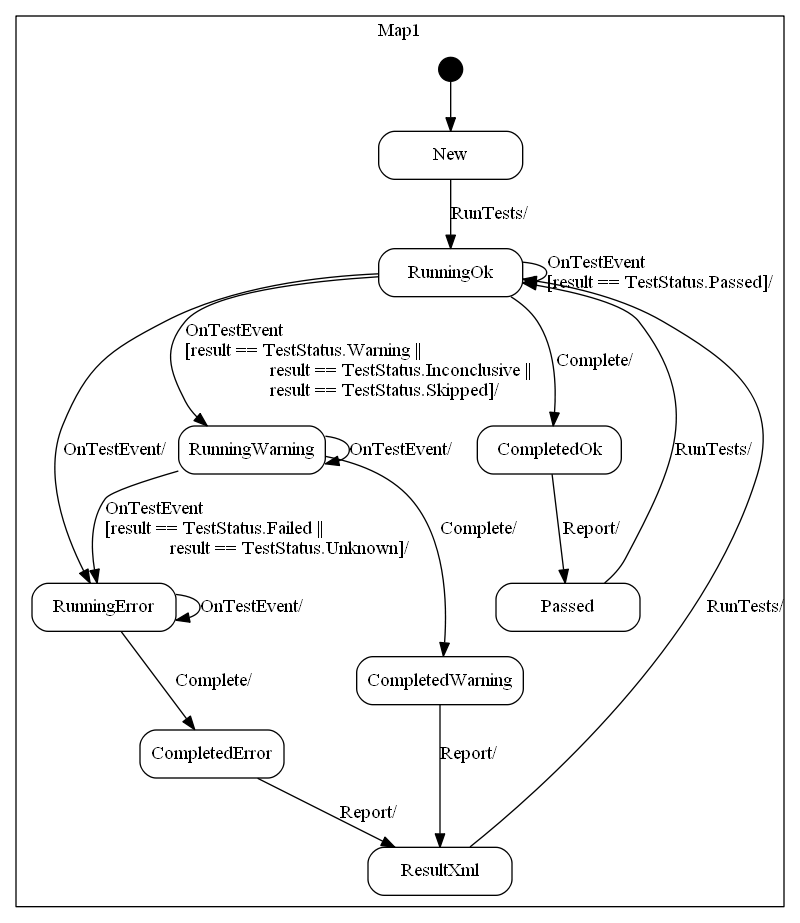 Map1
New
RunTests/
RunningOk
OnTestEvent
[result == TestStatus.Passed]/
OnTestEvent
[result == TestStatus.Warning ||
result == TestStatus.Inconclusive ||
result == TestStatus.Skipped]/
Complete/
OnTestEvent/
RunningWarning
OnTestEvent/
CompletedOk
RunTests/
OnTestEvent
[result == TestStatus.Failed ||
result == TestStatus.Unknown]/
Complete/
Report/
RunningError
OnTestEvent/
Passed
RunTests/
Complete/
CompletedWarning
CompletedError
Report/
Report/
ResultXml